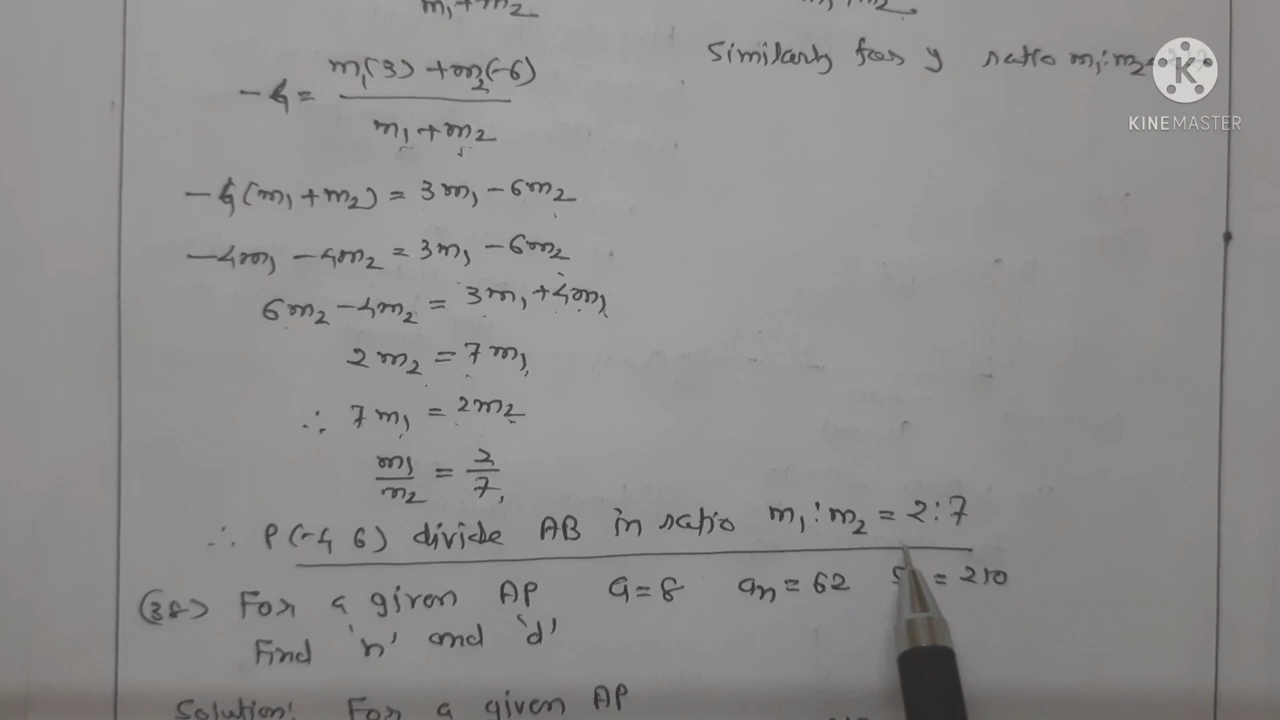 m₁+m₂
-4 = m₁(3) + m₂(-6) / m₁+m₂
Similarly for y ratio m₁:m₂
KINEMASTER
-4(m₁+m₂) = 3m₁ - 6m₂
-4m₁ - 4m₂ = 3m₁ - 6m₂
6m₂ - 4m₂ = 3m₁ + 4m₁
2m₂ = 7m₁
∴ 7m₁ = 2m₂
m₁/m₂ = 2/7
∴ P(-4 6) divide AB in ratio m₁:m₂ = 2:7
(38) For a given AP a=8 aₙ=62 = 210
Find 'n' and 'd'
Solution: For a given AP